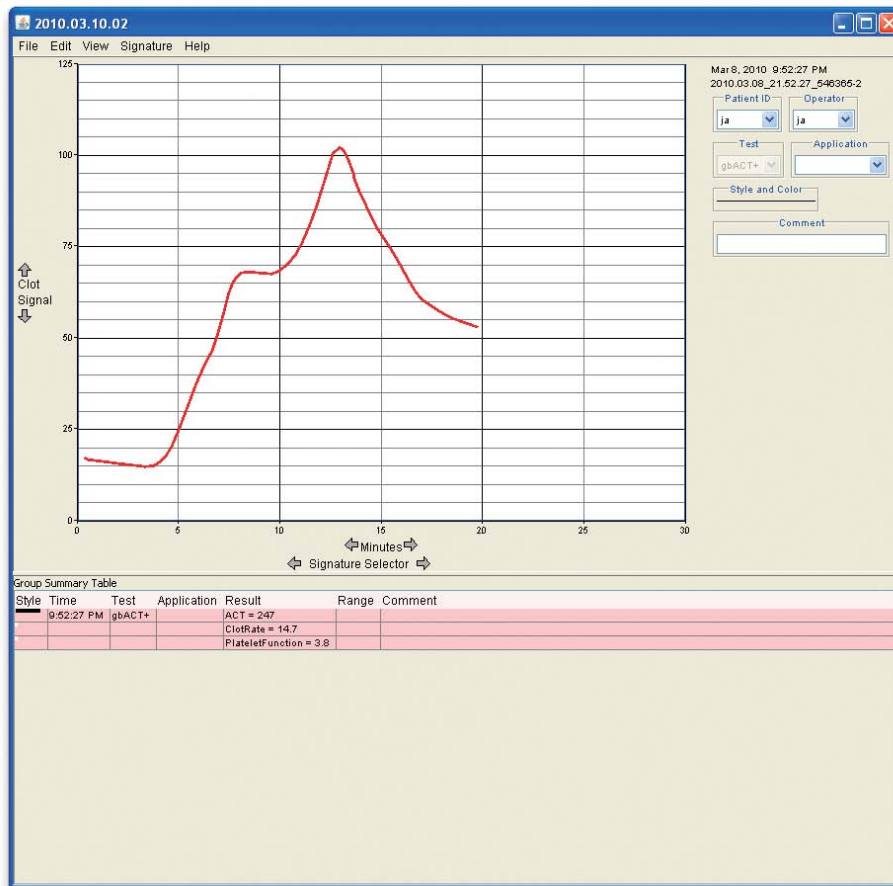 2010.03.10.02
File Edit View Signature Help
Mar 8, 2010 9:52:27 PM
2010.03.08_21.52.27_546365-2
Patient ID Operator
ja ja
Test Application
gbACT+
Style and Color
Comment
125
100
75
Clot
Signal
50
25
0
0 5 10 15 20 25 30
Minutes
Signature Selector
Group Summary Table
Style Time Test Application Result Range Comment
9:52:27 PM gbACT+ ACT = 247
ClotRate = 14.7
PlateletFunction = 3.8